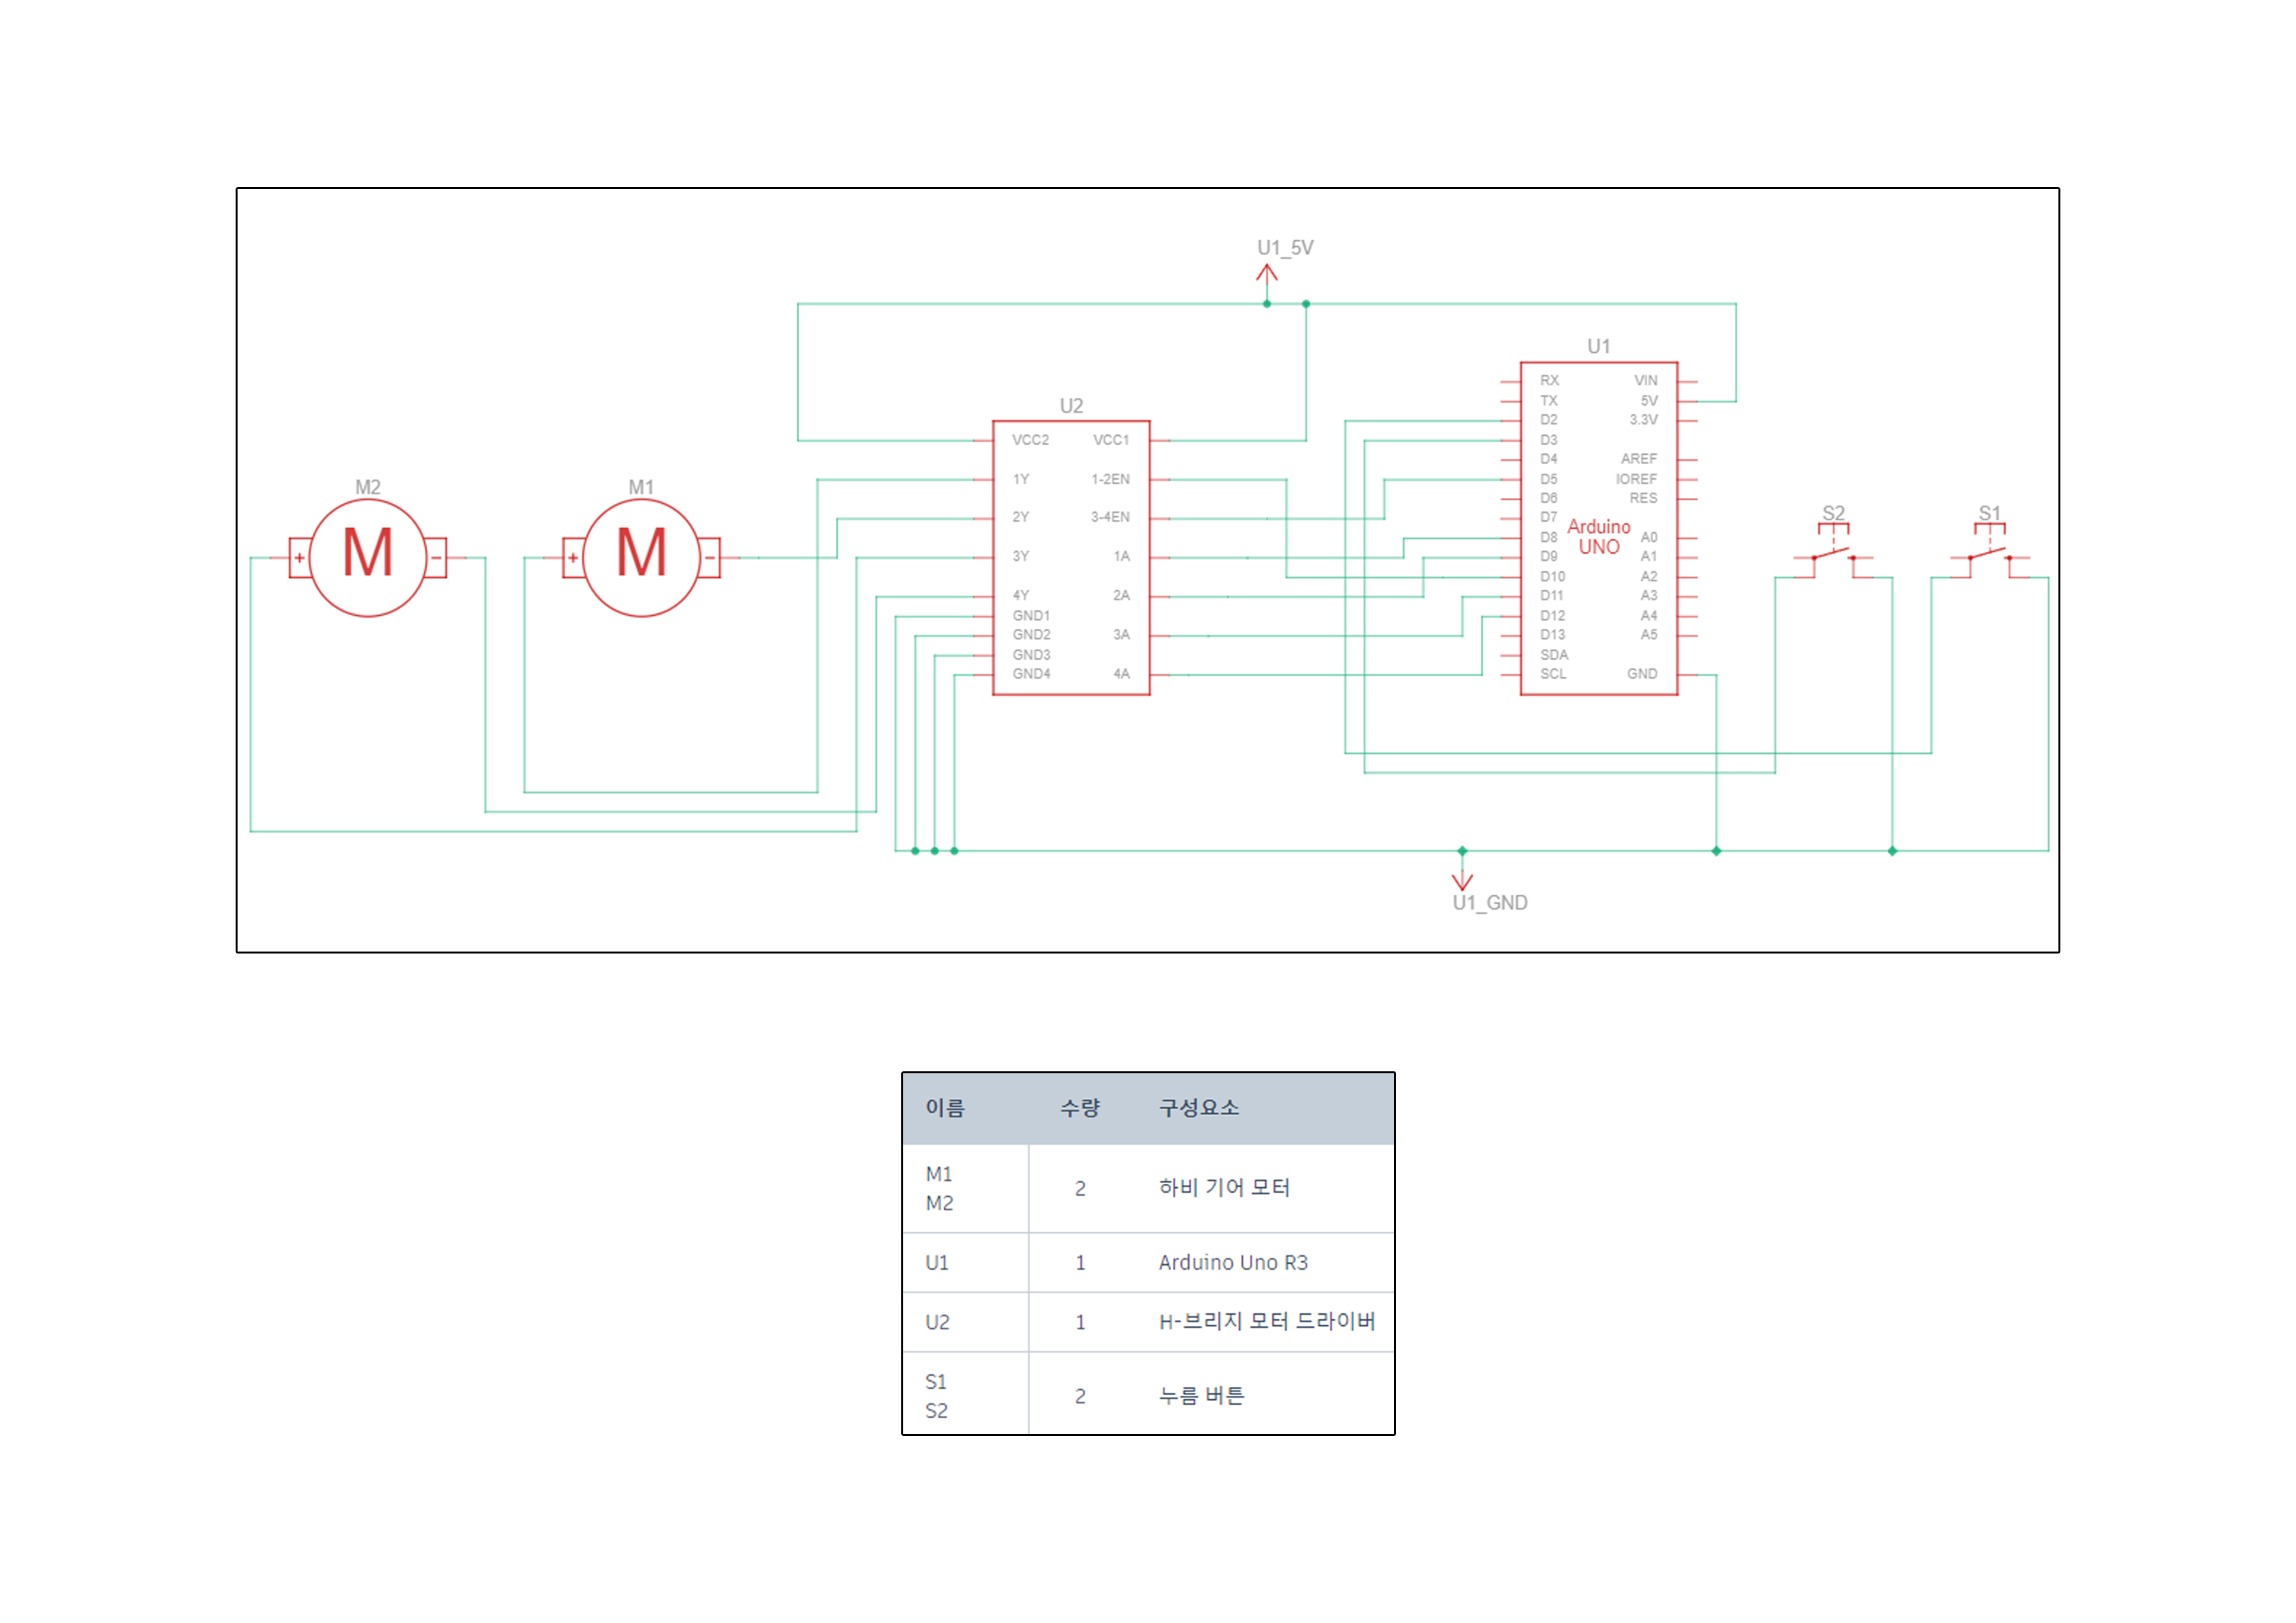 U1_5V
U1
RX VIN
TX 5V
D2 3.3V
D3
D4 AREF
D5 IOREF
D6 RES
D7
Arduino
UNO
D8 A0
D9 A1
D10 A2
D11 A3
D12 A4
D13 A5
SDA
SCL GND
U2
VCC2 VCC1
1Y 1-2EN
2Y 3-4EN
3Y 1A
4Y 2A
GND1
GND2 3A
GND3
GND4 4A
M2
+ M -
M1
+ M -
S2
S1
U1_GND
이름 수량 구성요소
M1
M2
2 하비 기어 모터
U1 1 Arduino Uno R3
U2 1 H-브리지 모터 드라이버
S1
S2
2 누름 버튼